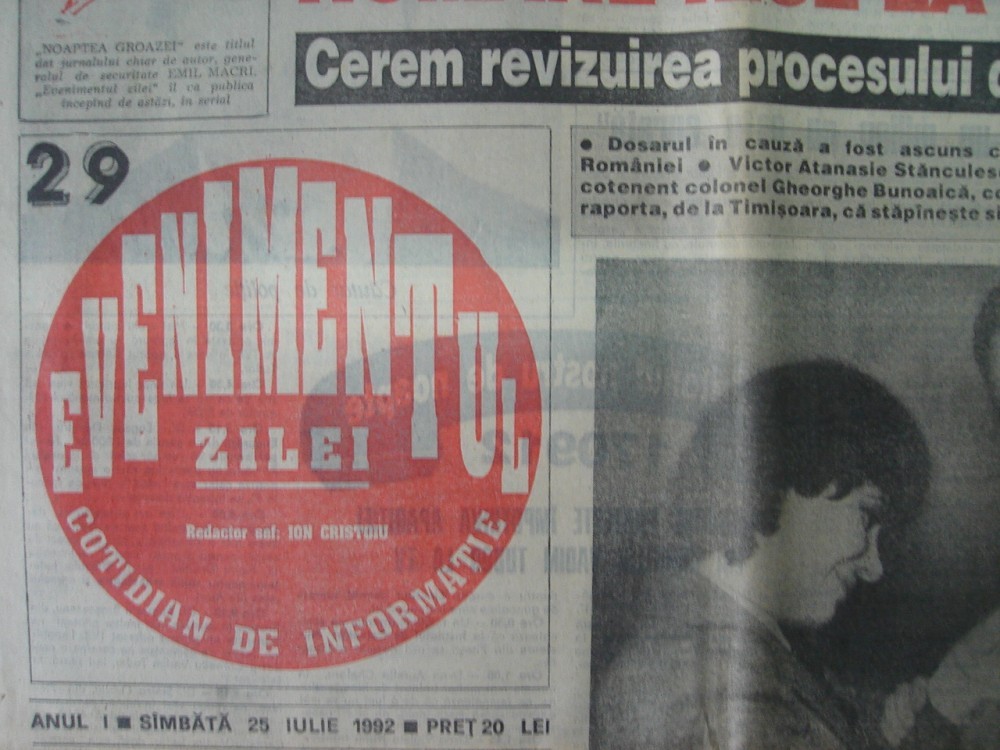 „NOAPTEA GROAZEI" este titlul
dat jurnalului chiar de autor, gene-
ralul de securitate EMIL MACRI.
„Evenimentul zilei" îl va publica
începînd de astăzi, în serial
Cerem revizuirea procesului
29
EVENIMENTUL
ZILEI
Redactor șef: ION CRISTOIU
COTIDIAN DE INFORMAȚIE
ANUL I ■ SÎMBĂTĂ 25 IULIE 1992 ■ PREȚ 20 LEI
● Dosarul în cauză a fost ascuns
României ● Victor Atanasie Stăncules
cotenent colonel Gheorghe Bunoaică,
raporta, de la Timișoara, că stăpînește